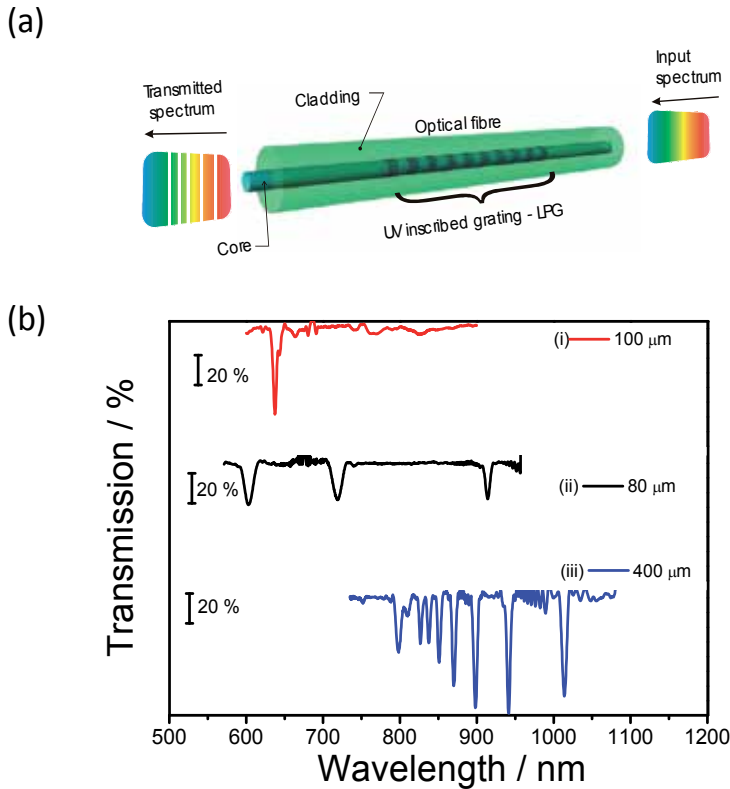 (a)
Transmitted
spectrum
Cladding
Optical fibre
Input
spectrum
Core
UV inscribed grating - LPG
(b)
Transmission / %
20 %
(i) 100 μm
20 %
(ii) 80 μm
20 %
(iii) 400 μm
500 600 700 800 900 1000 1100 1200
Wavelength / nm